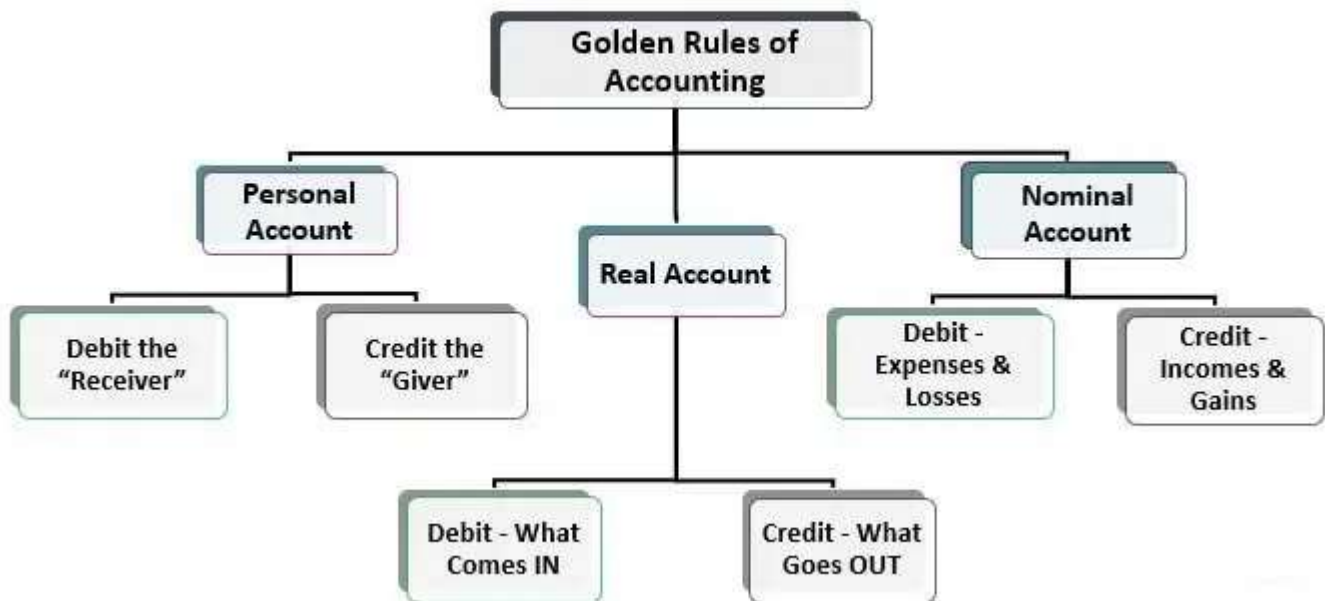 Golden Rules of
Accounting
Personal
Account
Real Account
Nominal
Account
Debit the
“Receiver”
Credit the
“Giver”
Debit -
Expenses &
Losses
Credit -
Incomes &
Gains
Debit - What
Comes IN
Credit - What
Goes OUT